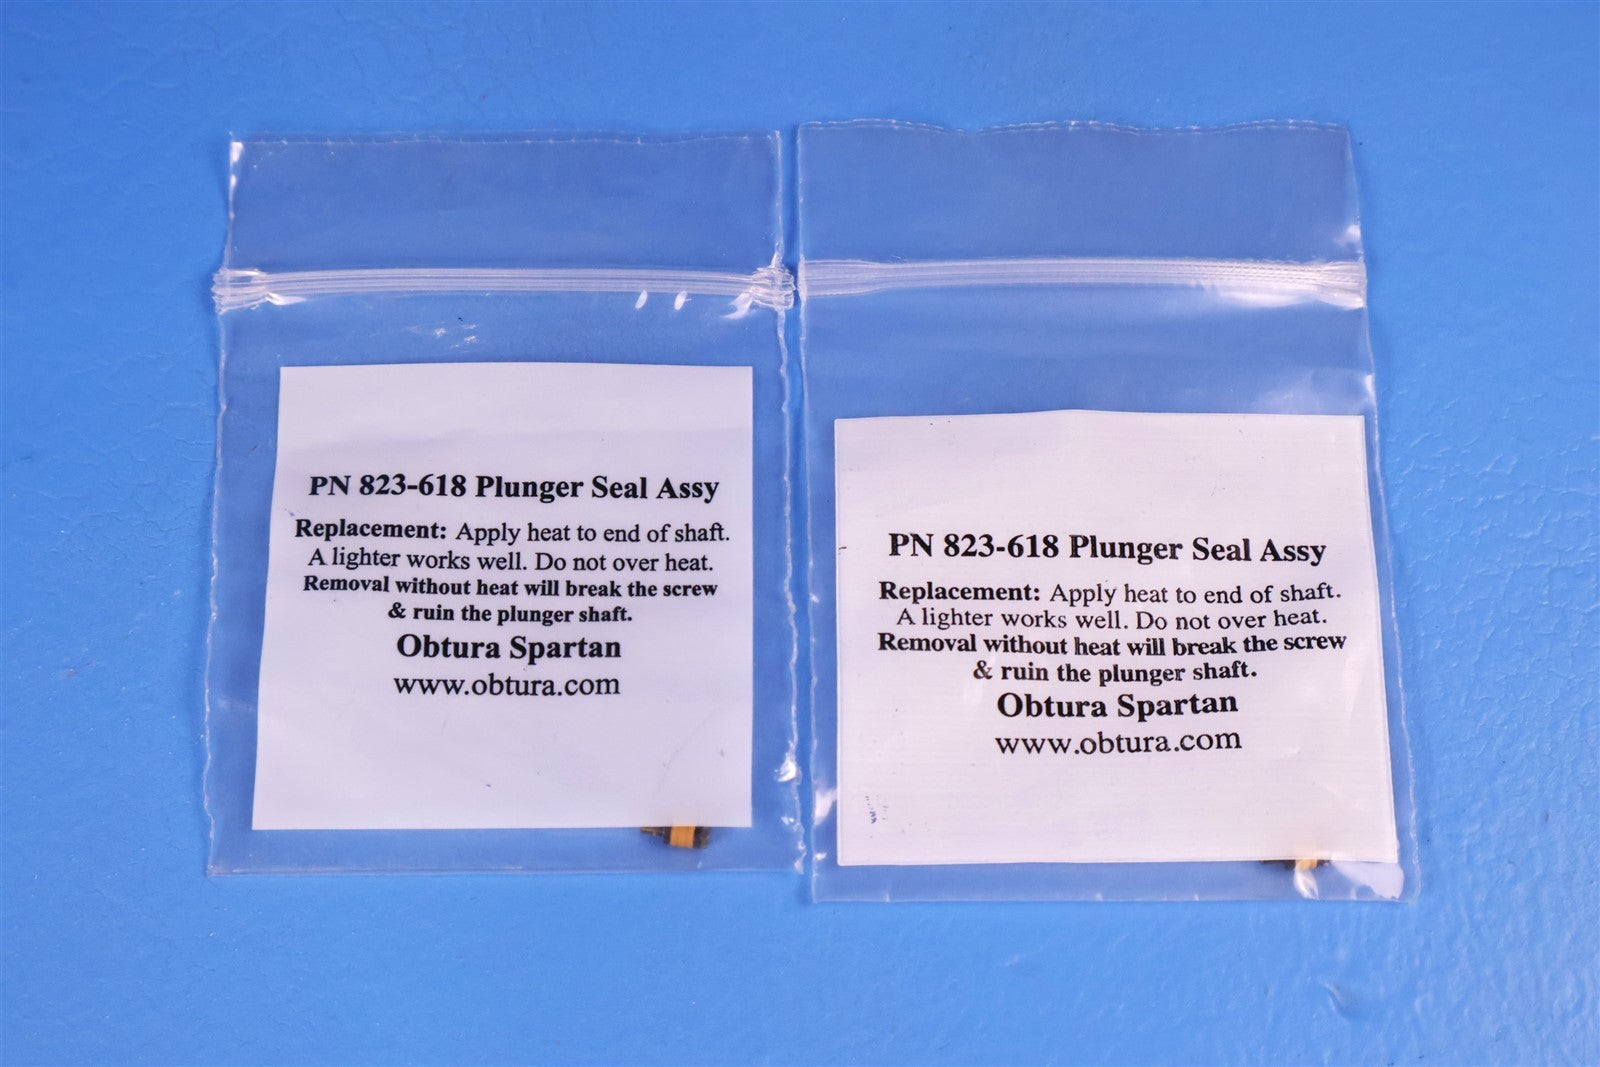 PN 823-618 Plunger Seal Assy
Replacement: Apply heat to end of shaft.
A lighter works well. Do not over heat.
Removal without heat will break the screw
& ruin the plunger shaft.
Obtura Spartan
www.obtura.com
PN 823-618 Plunger Seal Assy
Replacement: Apply heat to end of shaft.
A lighter works well. Do not over heat.
Removal without heat will break the screw
& ruin the plunger shaft.
Obtura Spartan
www.obtura.com